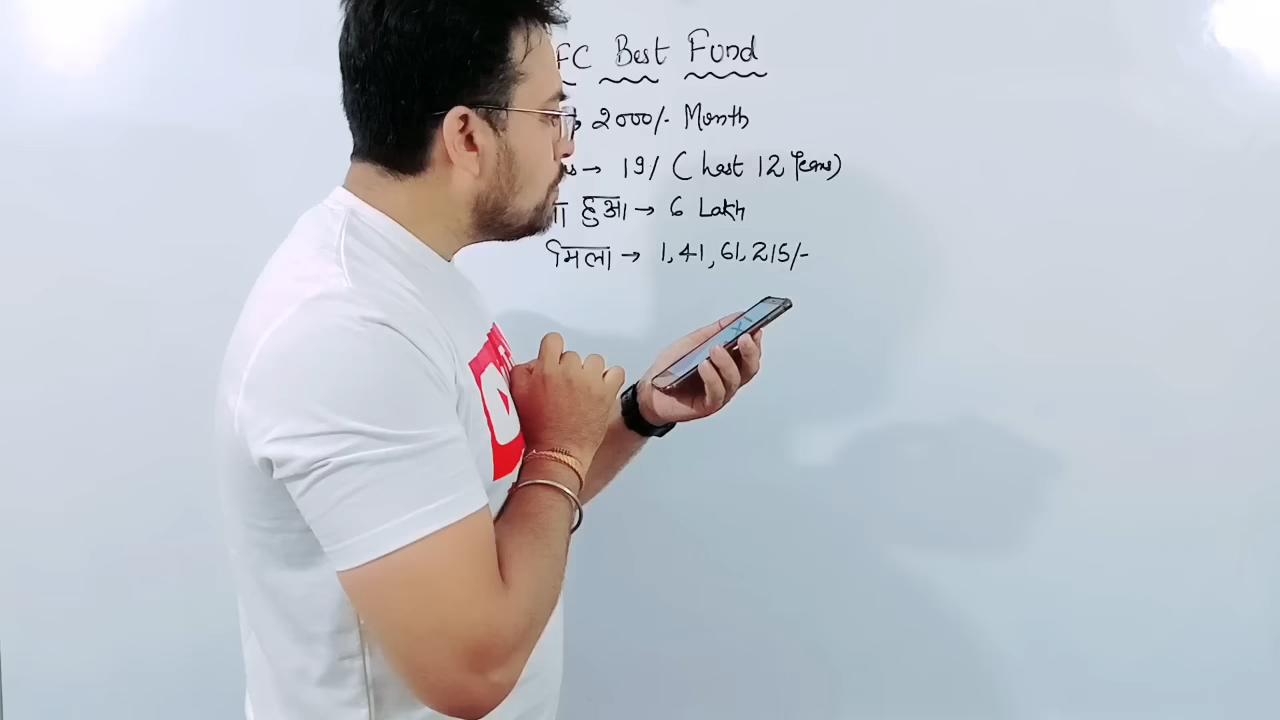 FC Best Fund
2000/- Month
→ 19% (Last 12 Years)
हुआ → 6 Lakh
मिला → 1,41,61,215/-